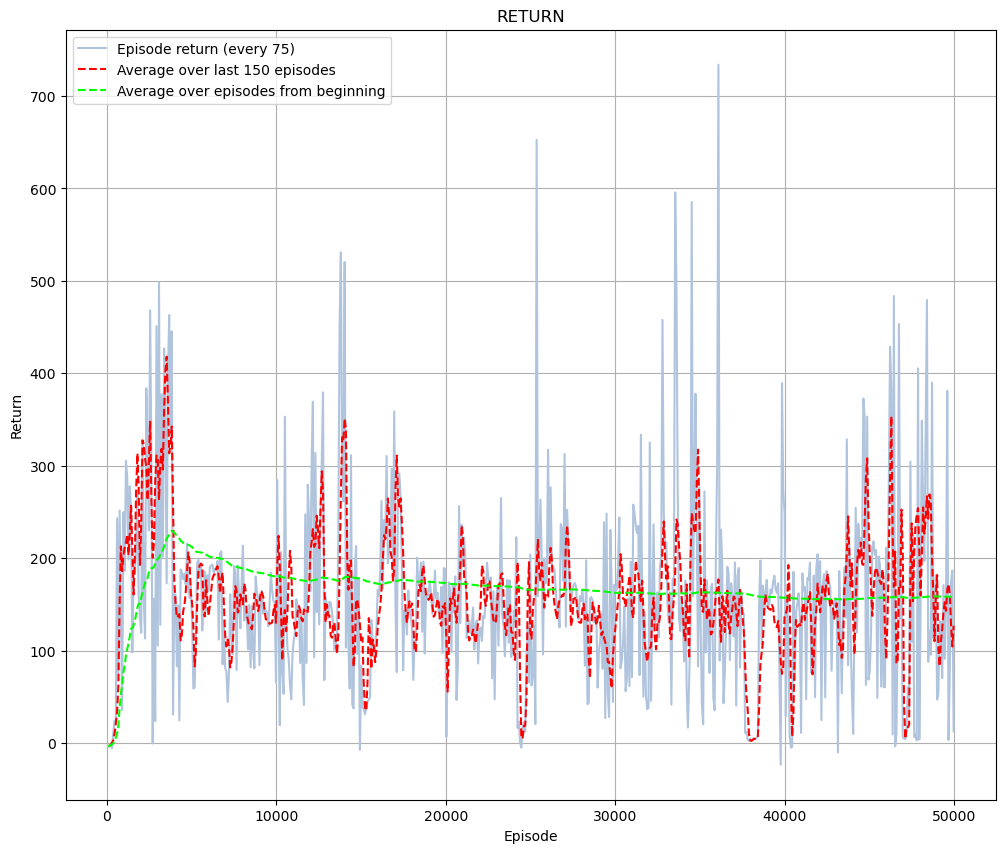 RETURN
Episode return (every 75)
Average over last 150 episodes
Average over episodes from beginning
700
600
500
400
300
200
100
0
Return
0 10000 20000 30000 40000 50000
Episode